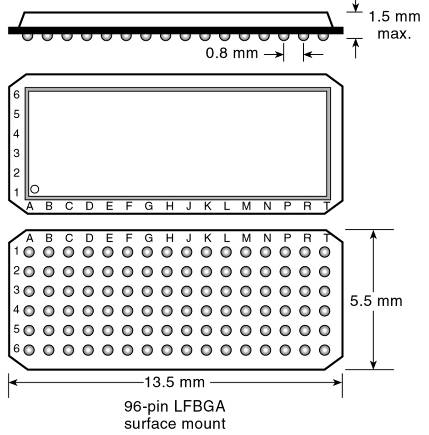 1.5 mm
max.
0.8 mm
6
5
4
3
2
1
A B C D E F G H J K L M N P R T
A B C D E F G H J K L M N P R T
1
2
3
4
5
6
5.5 mm
13.5 mm
96-pin LFBGA
surface mount